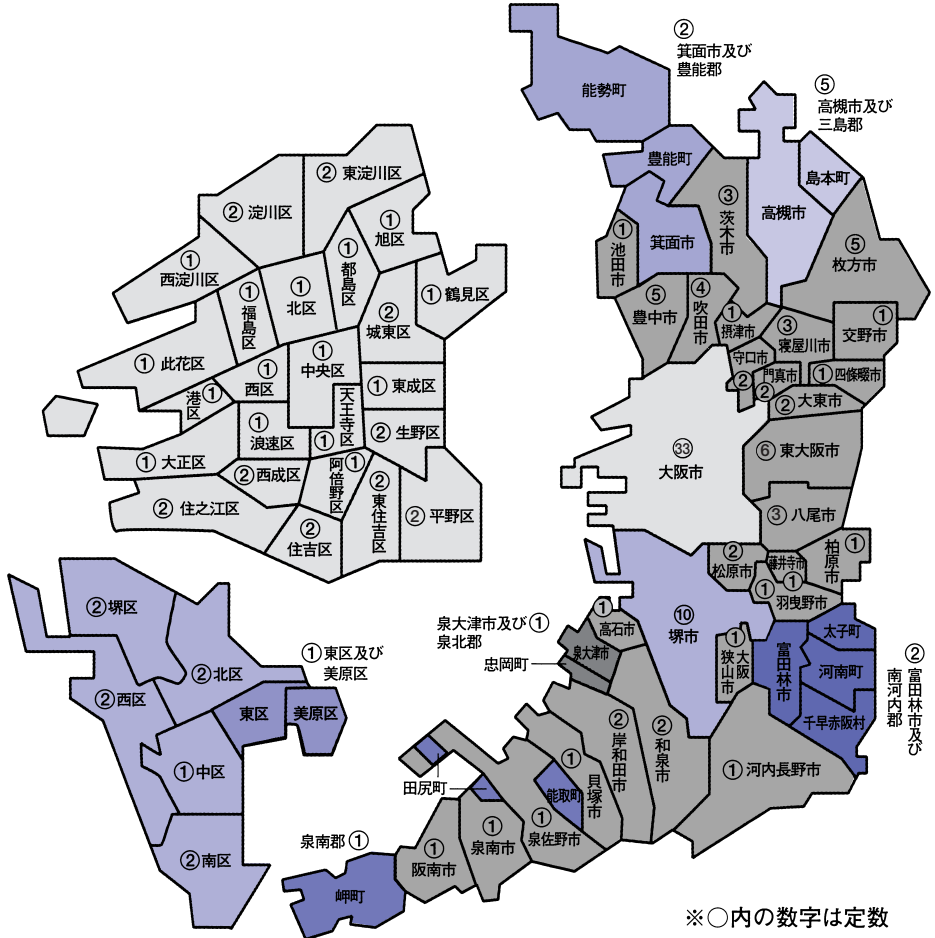 ② 箕面市及び
豊能郡
⑤ 高槻市及び
三島郡
能勢町
豊能町
島本町
高槻市
③ 茨木市
箕面市
① 池田市
⑤ 枚方市
⑤ 豊中市
④ 吹田市
① 摂津市
③ 寝屋川市
交野市 ①
守口市 ②
門真市 ②
① 四條畷市
② 大東市
㉝ 大阪市
⑥ 東大阪市
③ 八尾市
② 松原市
藤井寺市 ①
柏原市 ①
① 羽曳野市
⑩ 堺市
① 大阪狭山市
富田林市
太子町
河南町
千早赤阪村
② 富田林市及び
南河内郡
① 河内長野市
泉大津市及び ①
泉北郡
① 高石市
泉大津市
忠岡町
② 和泉市
② 岸和田市
① 貝塚市
能取町
① 泉佐野市
田尻町
① 泉南市
① 阪南市
泉南郡 ①
岬町
② 東淀川区
② 淀川区
① 旭区
① 西淀川区
① 都島区
① 北区
① 福島区
① 鶴見区
② 城東区
① 此花区
① 中央区
① 西区
港区 ①
① 東成区
天王寺区 ①
① 浪速区
② 生野区
① 大正区
② 西成区
阿倍野区 ①
② 住之江区
② 住吉区
② 東住吉区
② 平野区
② 堺区
② 北区
② 西区
① 東区及び
美原区
東区
美原区
① 中区
② 南区
※○内の数字は定数